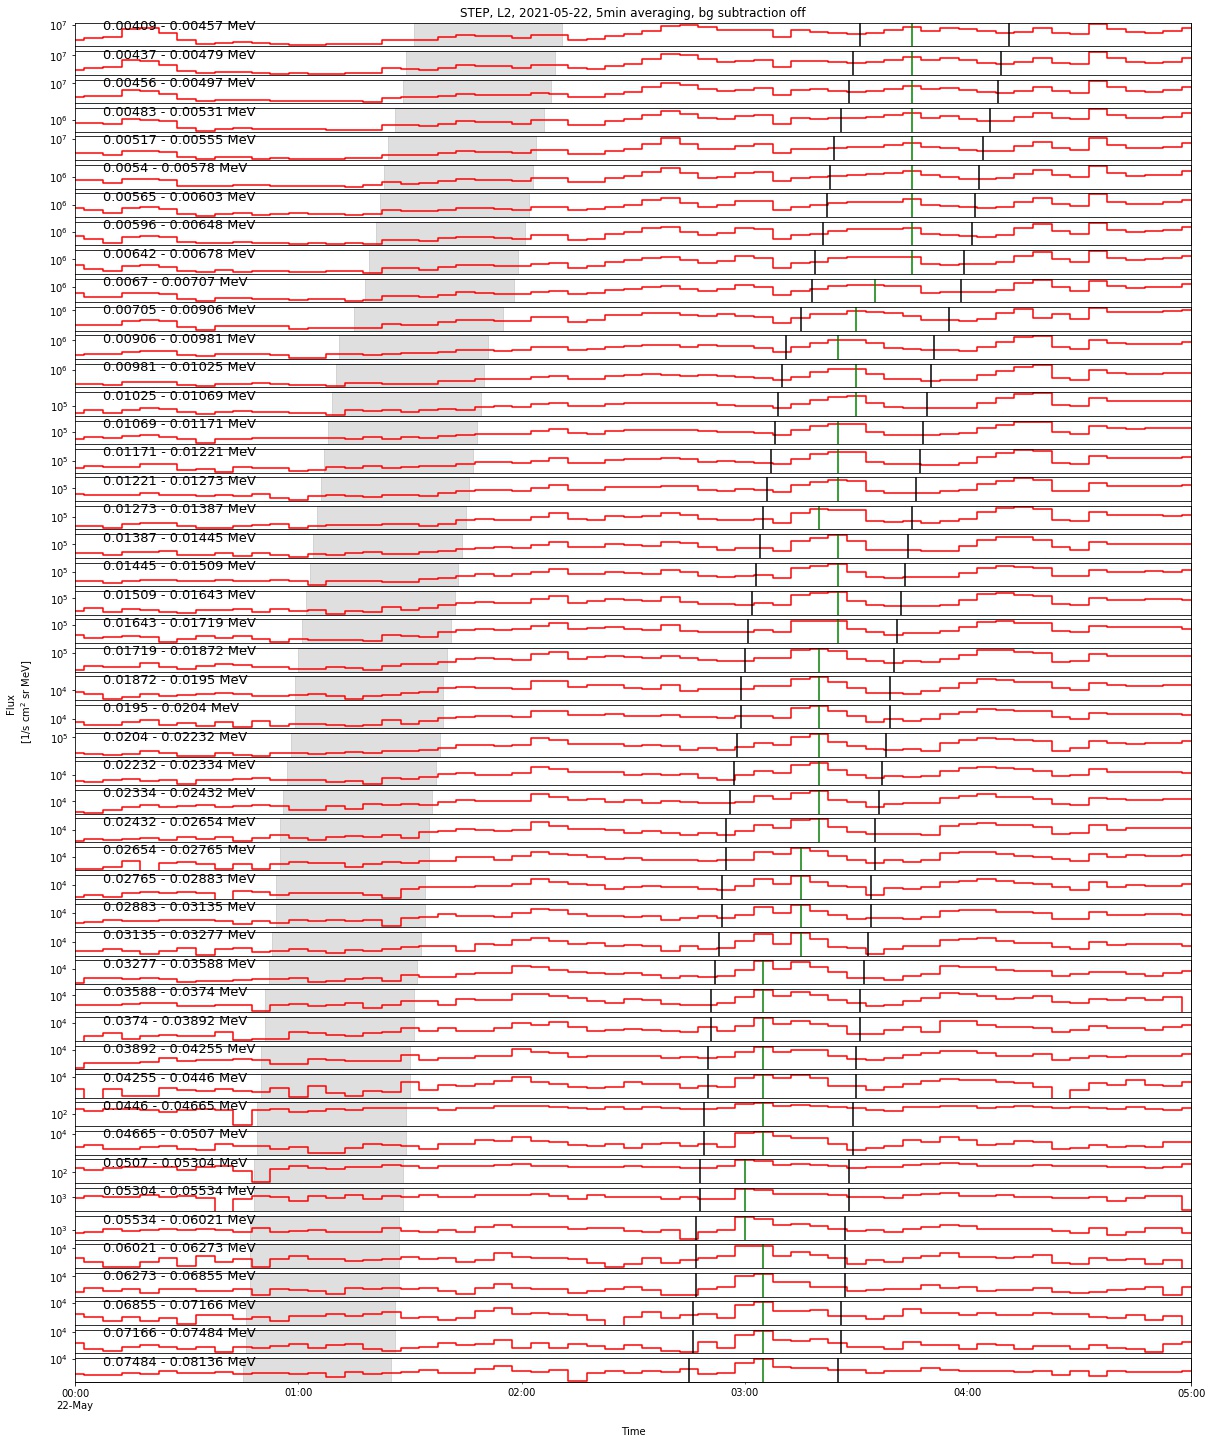 STEP, L2, 2021-05-22, 5min averaging, bg subtraction off
10⁷ 0.00409 - 0.00457 MeV
10⁷ 0.00437 - 0.00479 MeV
10⁷ 0.00456 - 0.00497 MeV
10⁶ 0.00483 - 0.00531 MeV
10⁷ 0.00517 - 0.00555 MeV
10⁶ 0.0054 - 0.00578 MeV
10⁶ 0.00565 - 0.00603 MeV
10⁶ 0.00596 - 0.00648 MeV
10⁶ 0.00642 - 0.00678 MeV
10⁶ 0.0067 - 0.00707 MeV
10⁶ 0.00705 - 0.00906 MeV
10⁶ 0.00906 - 0.00981 MeV
10⁶ 0.00981 - 0.01025 MeV
10⁵ 0.01025 - 0.01069 MeV
10⁵ 0.01069 - 0.01171 MeV
10⁵ 0.01171 - 0.01221 MeV
10⁵ 0.01221 - 0.01273 MeV
10⁵ 0.01273 - 0.01387 MeV
10⁵ 0.01387 - 0.01445 MeV
10⁵ 0.01445 - 0.01509 MeV
10⁵ 0.01509 - 0.01643 MeV
10⁵ 0.01643 - 0.01719 MeV
10⁵ 0.01719 - 0.01872 MeV
10⁴ 0.01872 - 0.0195 MeV
10⁴ 0.0195 - 0.0204 MeV
10⁵ 0.0204 - 0.02232 MeV
10⁴ 0.02232 - 0.02334 MeV
10⁴ 0.02334 - 0.02432 MeV
10⁴ 0.02432 - 0.02654 MeV
10⁴ 0.02654 - 0.02765 MeV
10⁴ 0.02765 - 0.02883 MeV
10⁴ 0.02883 - 0.03135 MeV
10⁴ 0.03135 - 0.03277 MeV
10⁴ 0.03277 - 0.03588 MeV
10⁴ 0.03588 - 0.0374 MeV
10⁴ 0.0374 - 0.03892 MeV
10⁴ 0.03892 - 0.04255 MeV
10⁴ 0.04255 - 0.0446 MeV
10² 0.0446 - 0.04665 MeV
10⁴ 0.04665 - 0.0507 MeV
10² 0.0507 - 0.05304 MeV
10³ 0.05304 - 0.05534 MeV
10³ 0.05534 - 0.06021 MeV
10⁴ 0.06021 - 0.06273 MeV
10⁴ 0.06273 - 0.06855 MeV
10⁴ 0.06855 - 0.07166 MeV
10⁴ 0.07166 - 0.07484 MeV
10⁴ 0.07484 - 0.08136 MeV
Flux
[1/s cm² sr MeV]
00:00 01:00 02:00 03:00 04:00 05:00
22-May
Time